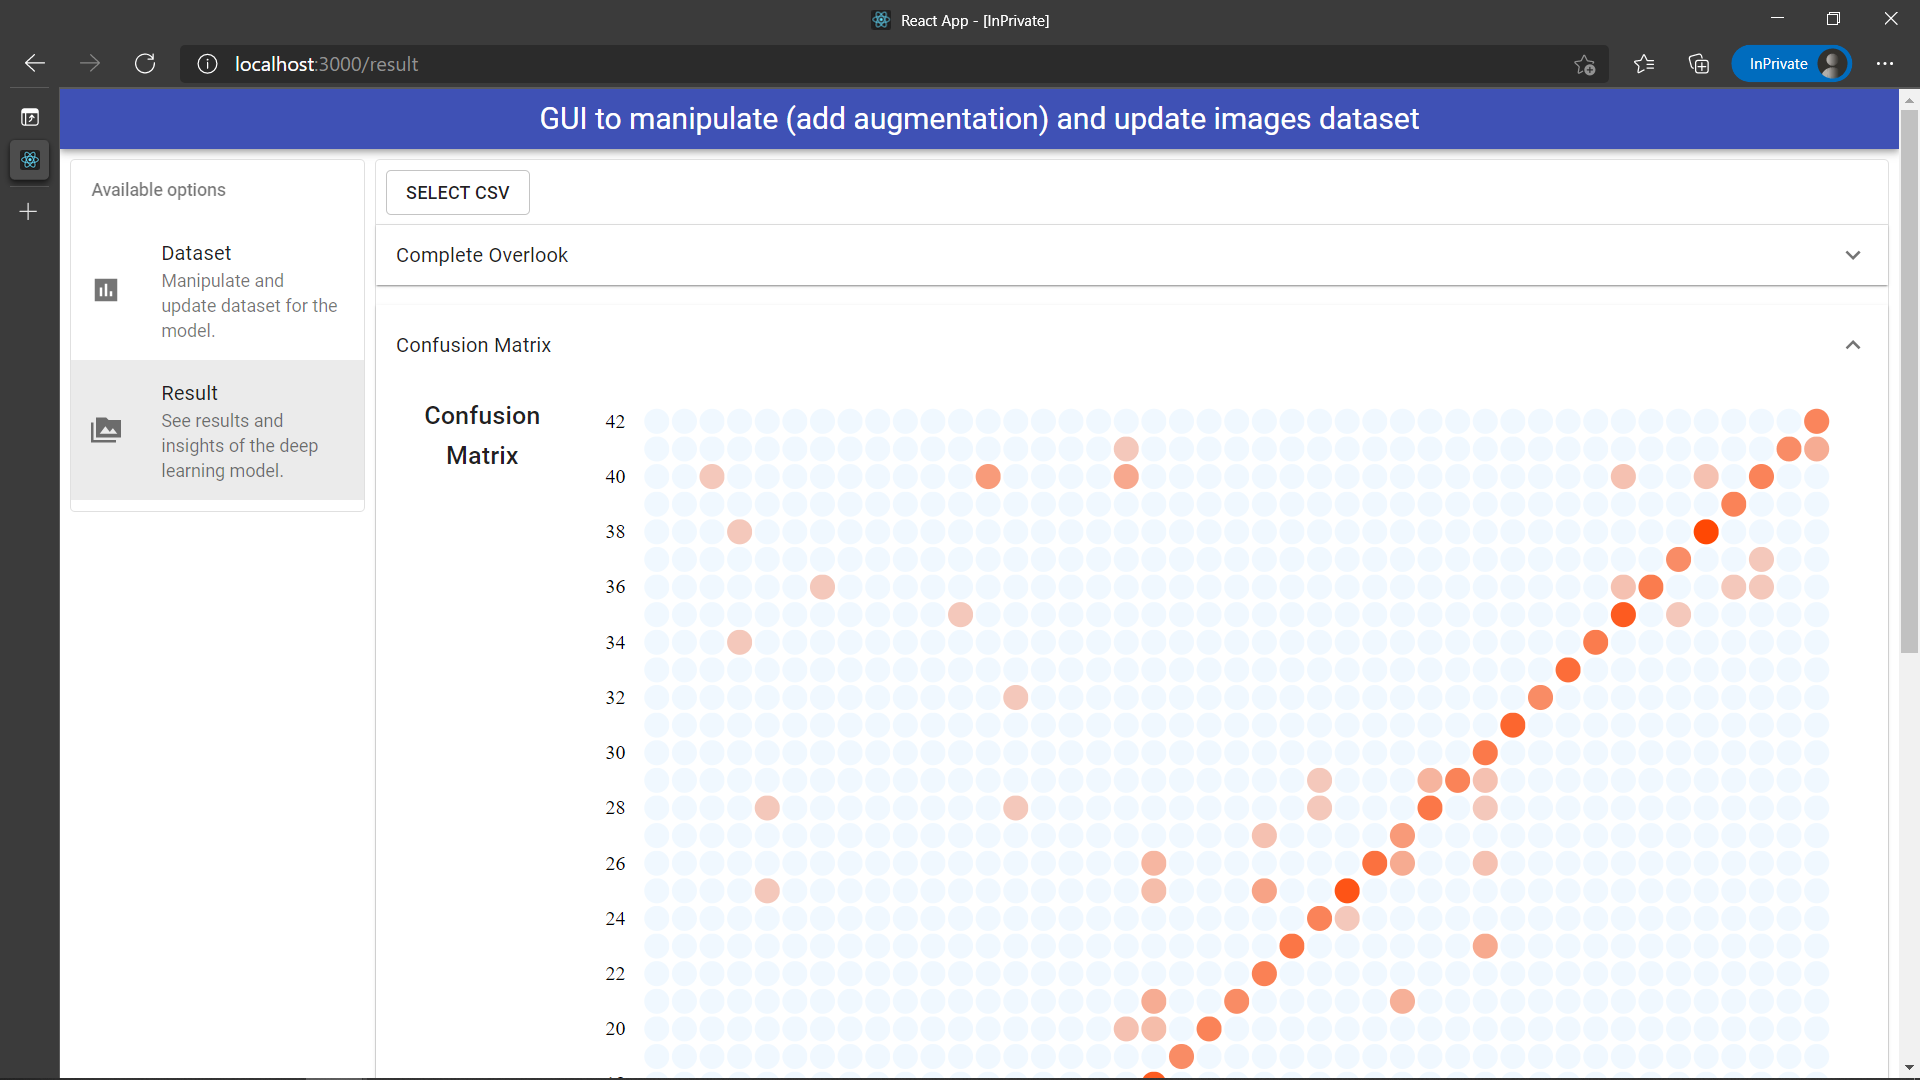 React App - [InPrivate]
localhost:3000/result
InPrivate
GUI to manipulate (add augmentation) and update images dataset
Available options
Dataset
Manipulate and
update dataset for the
model.
Result
See results and
insights of the deep
learning model.
SELECT CSV
Complete Overlook
Confusion Matrix
Confusion
Matrix
42
40
38
36
34
32
30
28
26
24
22
20